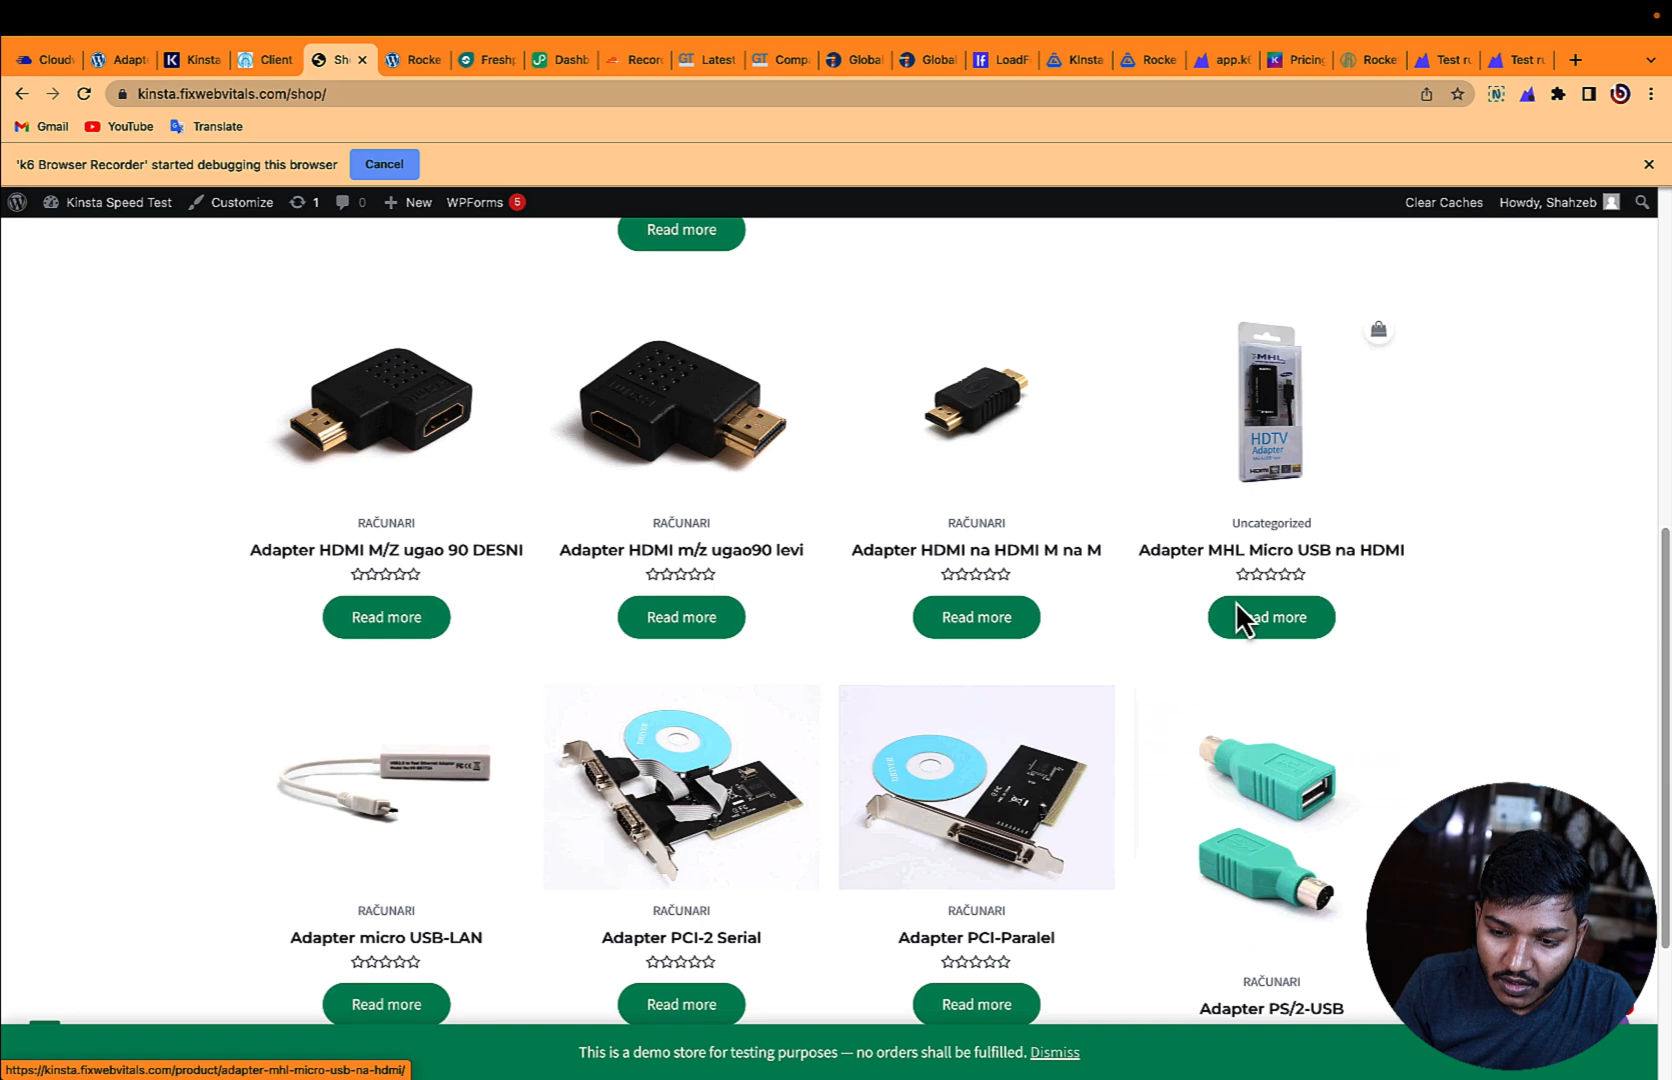 Cloud
Adapt
Kinsta
Client
Sh
Rocke
Fresh
Dashb
Recor
Latest
Comp
Global
Global
LoadF
KInsta
Rocke
app.k6
Pricing
Rocke
Test ru
Test ru
kinsta.fixwebvitals.com/shop/
Gmail YouTube Translate
'k6 Browser Recorder' started debugging this browser Cancel
Kinsta Speed Test Customize 1 0 New WPForms 5 Clear Caches Howdy, Shahzeb
Read more
MHL
HDTV
Adapter
HDMI
RAČUNARI
Adapter HDMI M/Z ugao 90 DESNI
Read more
RAČUNARI
Adapter HDMI m/z ugao90 levi
Read more
RAČUNARI
Adapter HDMI na HDMI M na M
Read more
Uncategorized
Adapter MHL Micro USB na HDMI
ad more
DRIVER
DRIVER
RAČUNARI
Adapter micro USB-LAN
Read more
RAČUNARI
Adapter PCI-2 Serial
Read more
RAČUNARI
Adapter PCI-Paralel
Read more
RAČUNARI
Adapter PS/2-USB
This is a demo store for testing purposes — no orders shall be fulfilled. Dismiss
https://kinsta.fixwebvitals.com/product/adapter-mhl-micro-usb-na-hdmi/